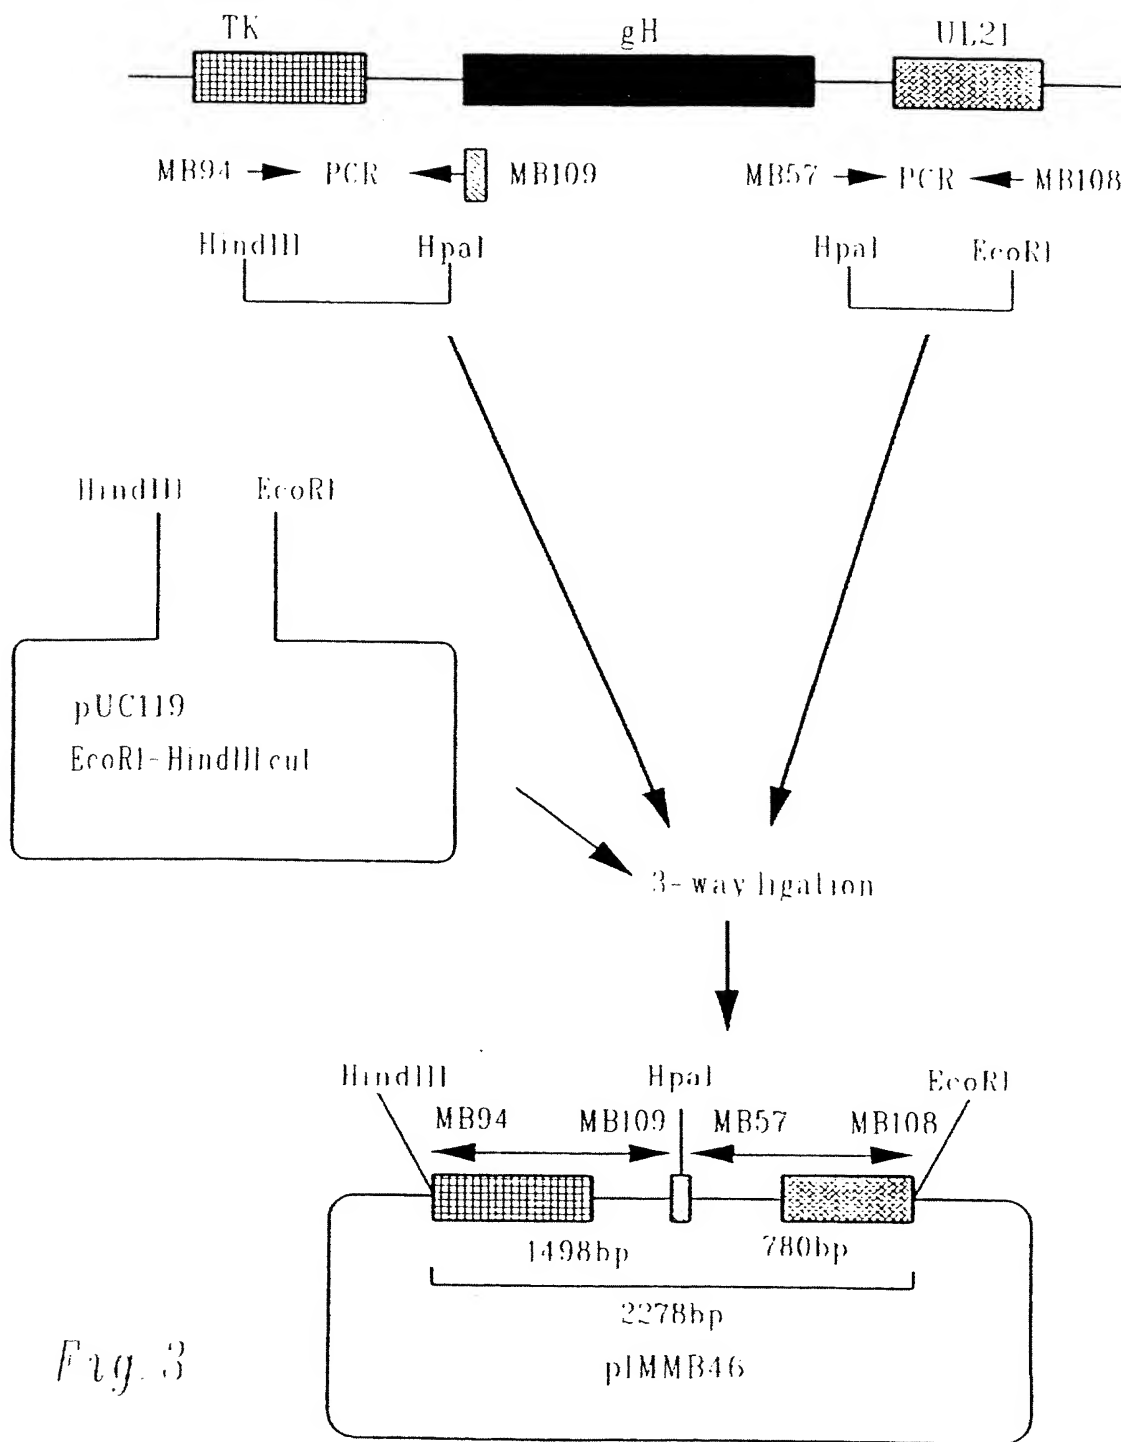 TK gH UL21
MB94 PCR MB109 MB57 PCR MB108
HindIII HpaI HpaI EcoRI
HindIII EcoRI
pUC119
EcoRI-HindIII cut
3-way ligation
HindIII HpaI EcoRI
MB94 MB109 MB57 MB108
1498bp 780bp
2278bp
pIMMB46
Fig. 3